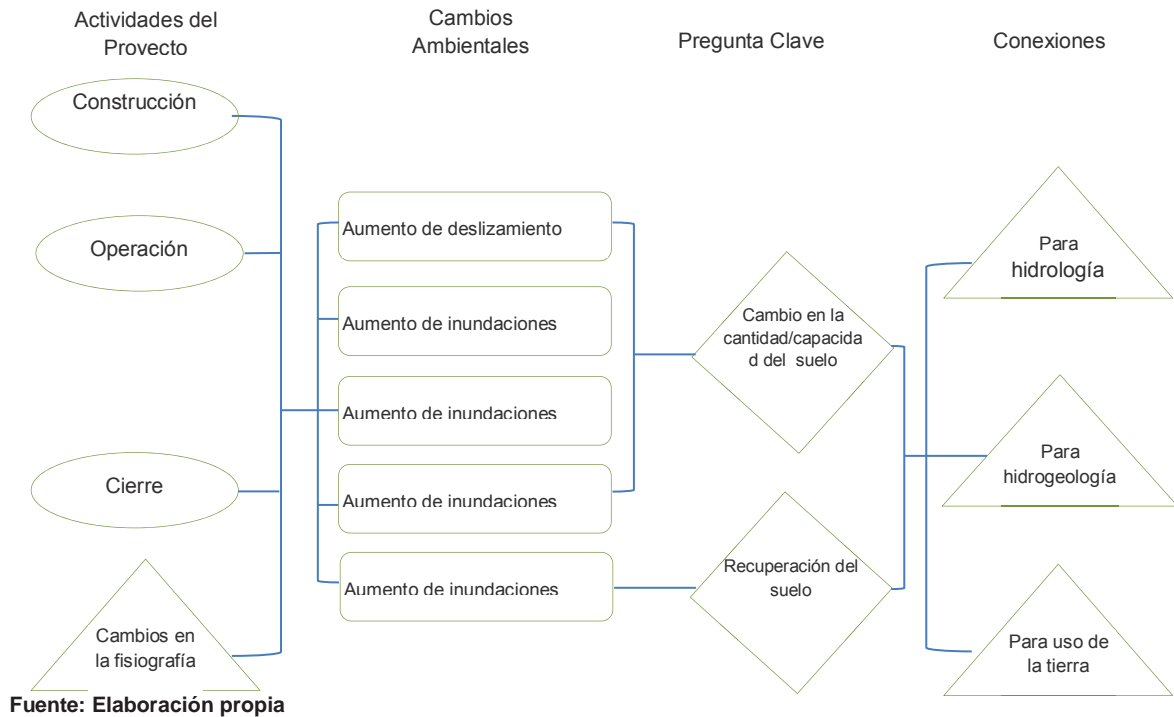 Actividades del
Provecto
Cambios
Ambientales
Pregunta Clave
Conexiones
Construcción
Operación
Cierre
Cambios en
la fisiografía
Aumento de deslizamiento
Aumento de inundaciones
Aumento de inundaciones
Aumento de inundaciones
Aumento de inundaciones
Cambio en la
cantidad/capacida
d del suelo
Recuperación del
suelo
Para
hidrología
Para
hidrogeología
Para uso de
la tierra
Fuente: Elaboración propia